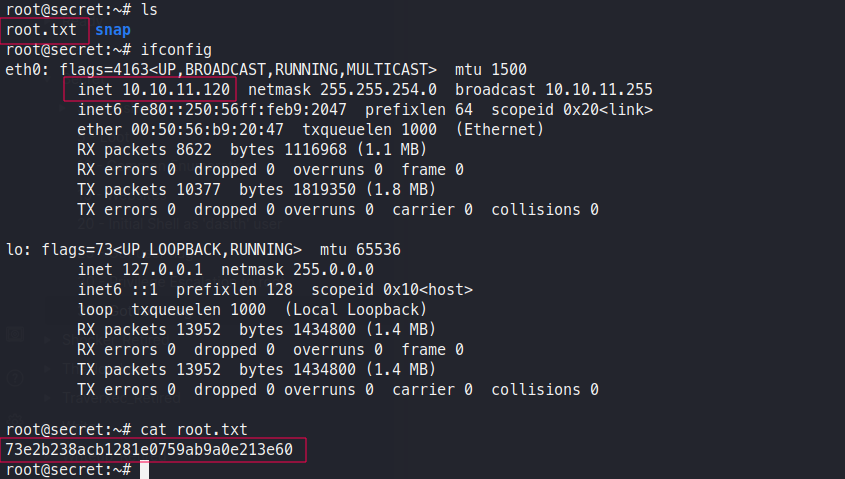 root@secret:~# ls
root.txt snap
root@secret:~# ifconfig
eth0: flags=4163<UP,BROADCAST,RUNNING,MULTICAST> mtu 1500
inet 10.10.11.120 netmask 255.255.254.0 broadcast 10.10.11.255
inet6 fe80::250:56ff:feb9:2047 prefixlen 64 scopeid 0x20<link>
ether 00:50:56:b9:20:47 txqueuelen 1000 (Ethernet)
RX packets 8622 bytes 1116968 (1.1 MB)
RX errors 0 dropped 0 overruns 0 frame 0
TX packets 10377 bytes 1819350 (1.8 MB)
TX errors 0 dropped 0 overruns 0 carrier 0 collisions 0
lo: flags=73<UP,LOOPBACK,RUNNING> mtu 65536
inet 127.0.0.1 netmask 255.0.0.0
inet6 ::1 prefixlen 128 scopeid 0x10<host>
loop txqueuelen 1000 (Local Loopback)
RX packets 13952 bytes 1434800 (1.4 MB)
RX errors 0 dropped 0 overruns 0 frame 0
TX packets 13952 bytes 1434800 (1.4 MB)
TX errors 0 dropped 0 overruns 0 carrier 0 collisions 0
root@secret:~# cat root.txt
73e2b238acb1281e0759ab9a0e213e60
root@secret:~#